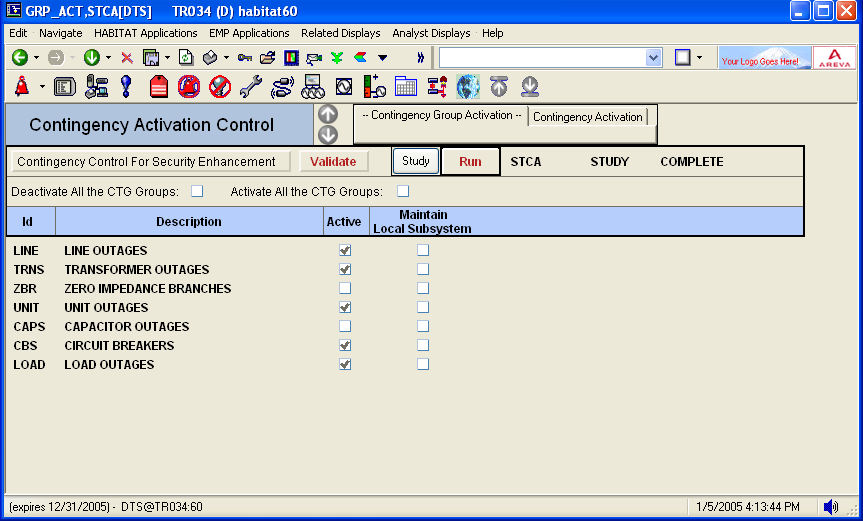 GRP_ACT,STCA[DTS] TR034 (D) habitat60
Edit Navigate HABITAT Applications EMP Applications Related Displays Analyst Displays Help
Your Logo Goes Here!
AREVA
Contingency Activation Control
-- Contingency Group Activation -- Contingency Activation
Contingency Control For Security Enhancement Validate Study Run STCA STUDY COMPLETE
Deactivate All the CTG Groups: Activate All the CTG Groups:
Id Description Active Maintain Local Subsystem
LINE LINE OUTAGES
TRNS TRANSFORMER OUTAGES
ZBR ZERO IMPEDANCE BRANCHES
UNIT UNIT OUTAGES
CAPS CAPACITOR OUTAGES
CBS CIRCUIT BREAKERS
LOAD LOAD OUTAGES
(expires 12/31/2005) - DTS@TR034:60 1/5/2005 4:13:44 PM